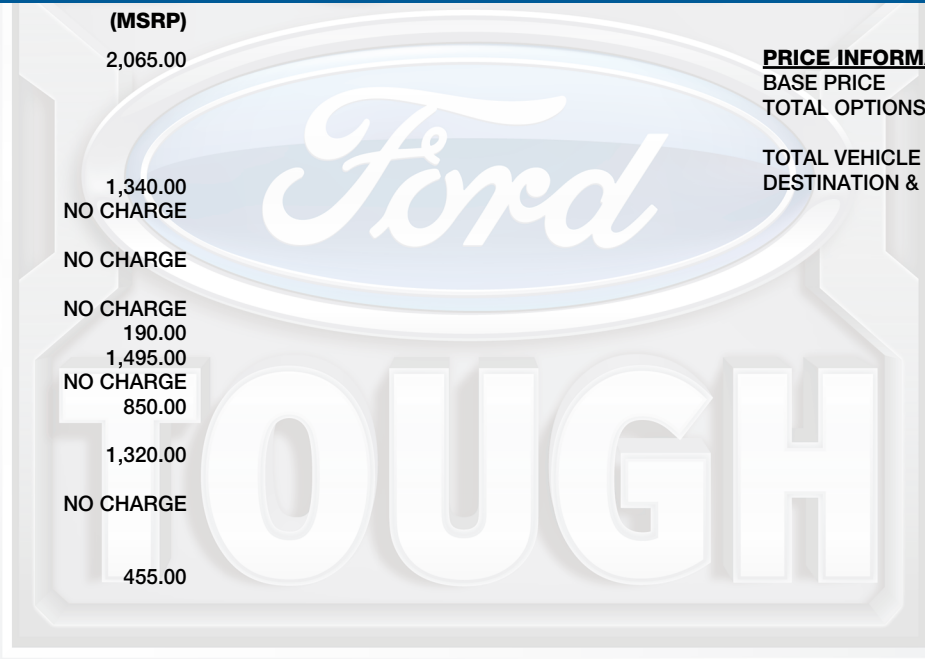 (MSRP)
2,065.00
1,340.00
NO CHARGE
NO CHARGE
NO CHARGE
190.00
1,495.00
NO CHARGE
850.00
1,320.00
NO CHARGE
455.00
PRICE INFORM
BASE PRICE
TOTAL OPTIONS
TOTAL VEHICLE
DESTINATION &
Ford
TOUGH